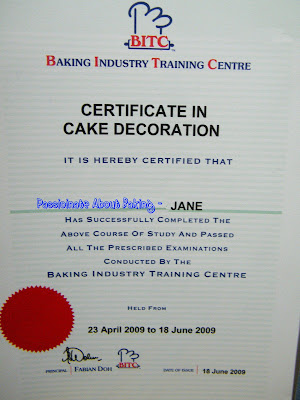 BITC
BAKING INDUSTRY TRAINING CENTRE
CERTIFICATE IN
CAKE DECORATION
IT IS HEREBY CERTIFIED THAT
Passionate About Baking~ JANE
HAS SUCCESSFULLY COMPLETED THE
ABOVE COURSE OF STUDY AND PASSED
ALL THE PRESCRIBED EXAMINATIONS
CONDUCTED BY THE
BAKING INDUSTRY TRAINING CENTRE
HELD FROM
23 April 2009 to 18 June 2009
PRINCIPAL FABIAN DOH BITC DATE OF ISSUE 18 June 2009